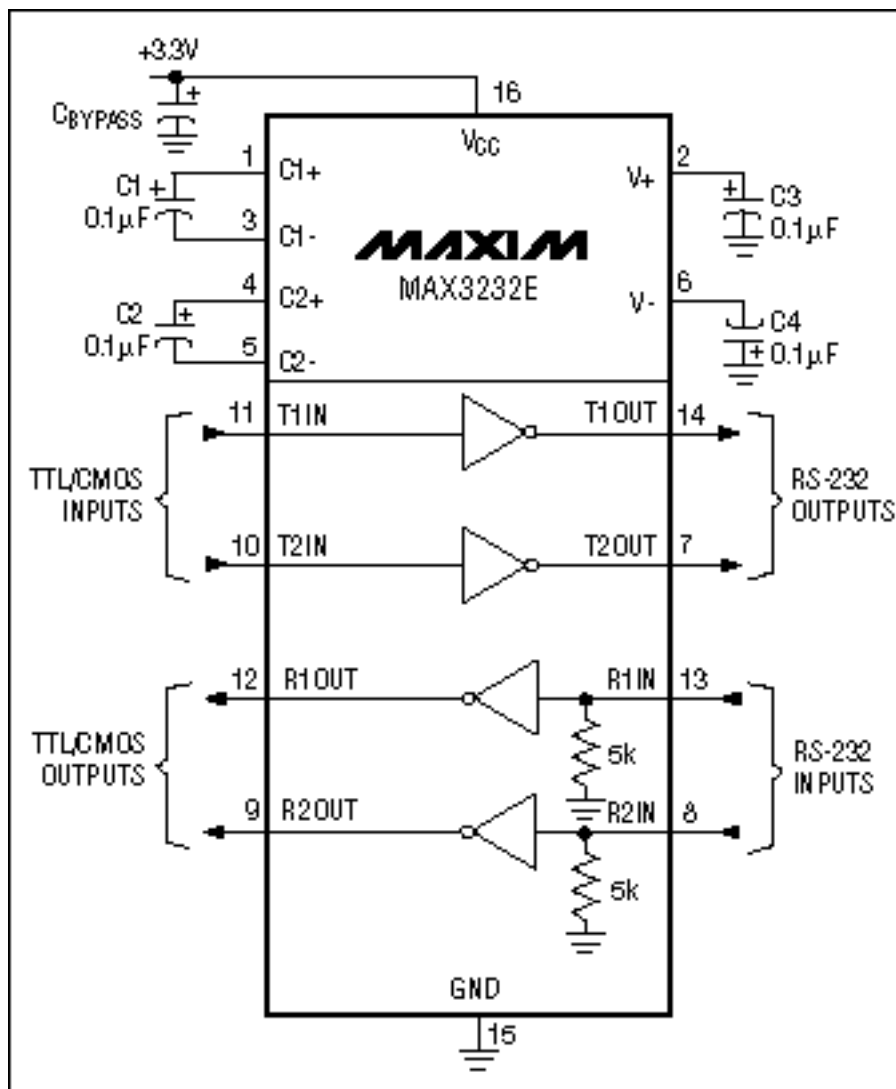 +3.3V
+
CBYPASS
16
VCC
1
C1+
C1 +
0.1µF
3
C1-
2
V+
+
C3
0.1µF
MAXIM
MAX3232E
4
C2+
C2
+
0.1µF
5
C2-
6
V-
C4
+
0.1µF
11
T1IN
T1OUT
14
TTL/CMOS
INPUTS
RS-232
OUTPUTS
10
T2IN
T2OUT
7
12
R1OUT
R1IN
13
5k
TTL/CMOS
OUTPUTS
RS-232
INPUTS
9
R2OUT
R2IN
8
5k
GND
15